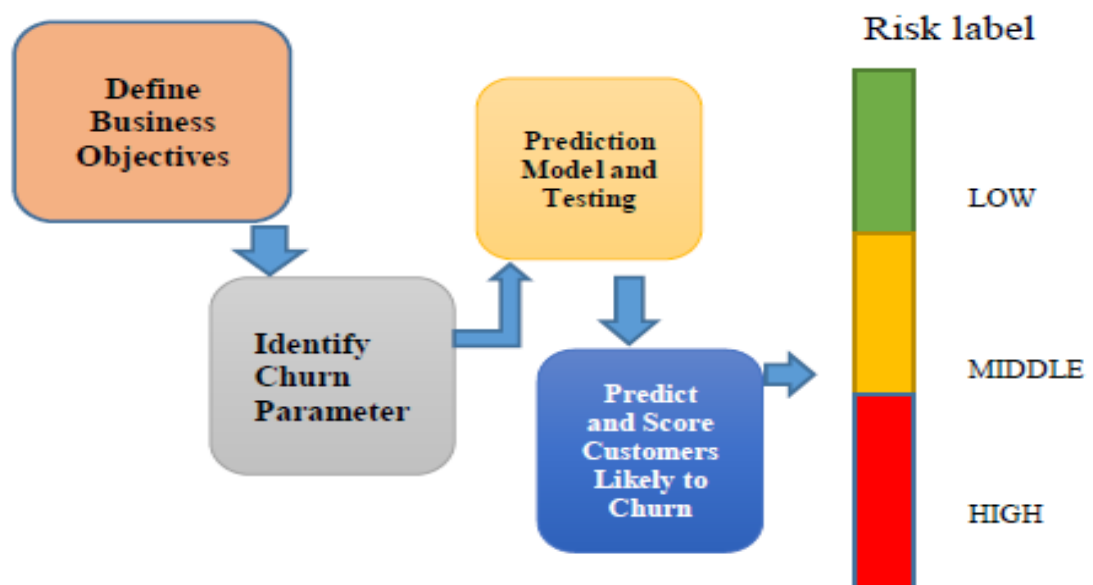 Define
Business
Objectives
Identify
Churn
Parameter
Prediction
Model and
Testing
Predict
and Score
Customers
Likely to
Churn
Risk label
LOW
MIDDLE
HIGH